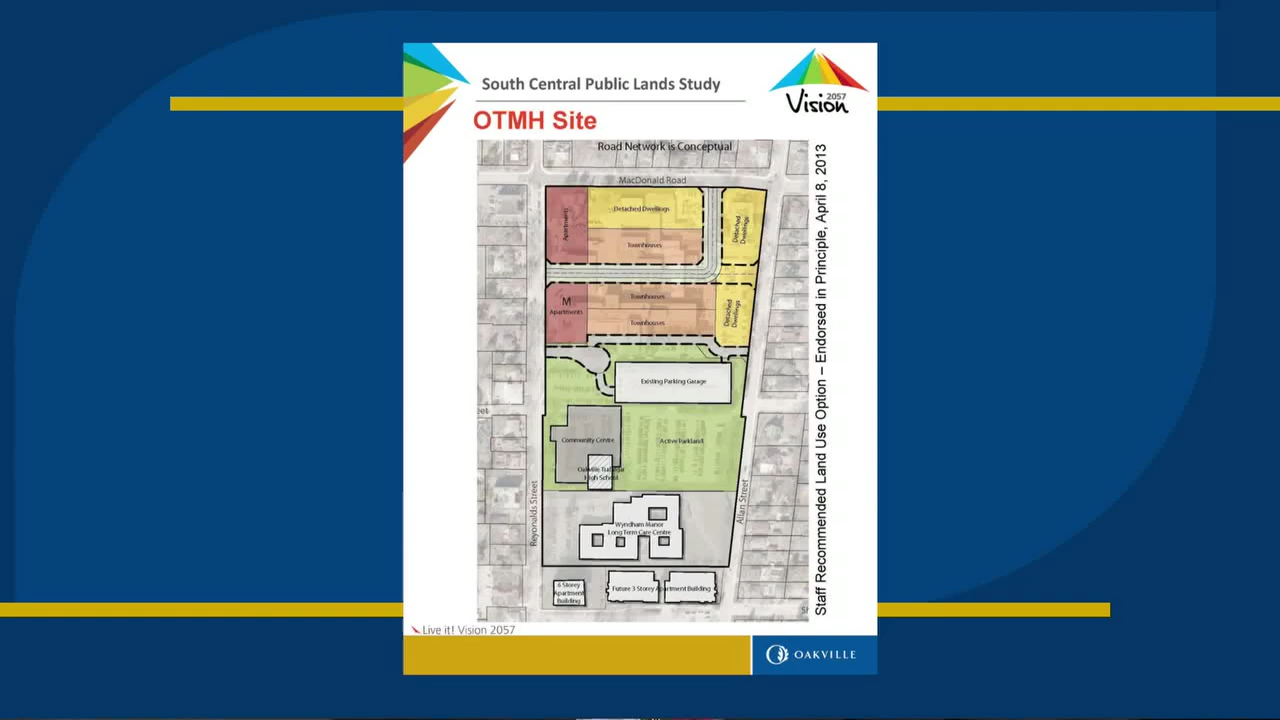 South Central Public Lands Study
Vision
2057
OTMH Site
Road Network is Conceptual
MacDonald Road
Apartments
Detached Dwellings
Townhouses
Detached
Dwellings
M
Apartments
Townhouses
Townhouses
Detached
Dwellings
Existing Parking Garage
Community Centre
Active Parkland
Oakville
High School
Reynolds Street
Allan Street
Wyndham Manor
Long Term Care Centre
6 Storey
Apartment
Building
Future 3 Storey Apartment Building
Staff Recommended Land Use Option – Endorsed in Principle, April 8, 2013
Live it! Vision 2057
OAKVILLE